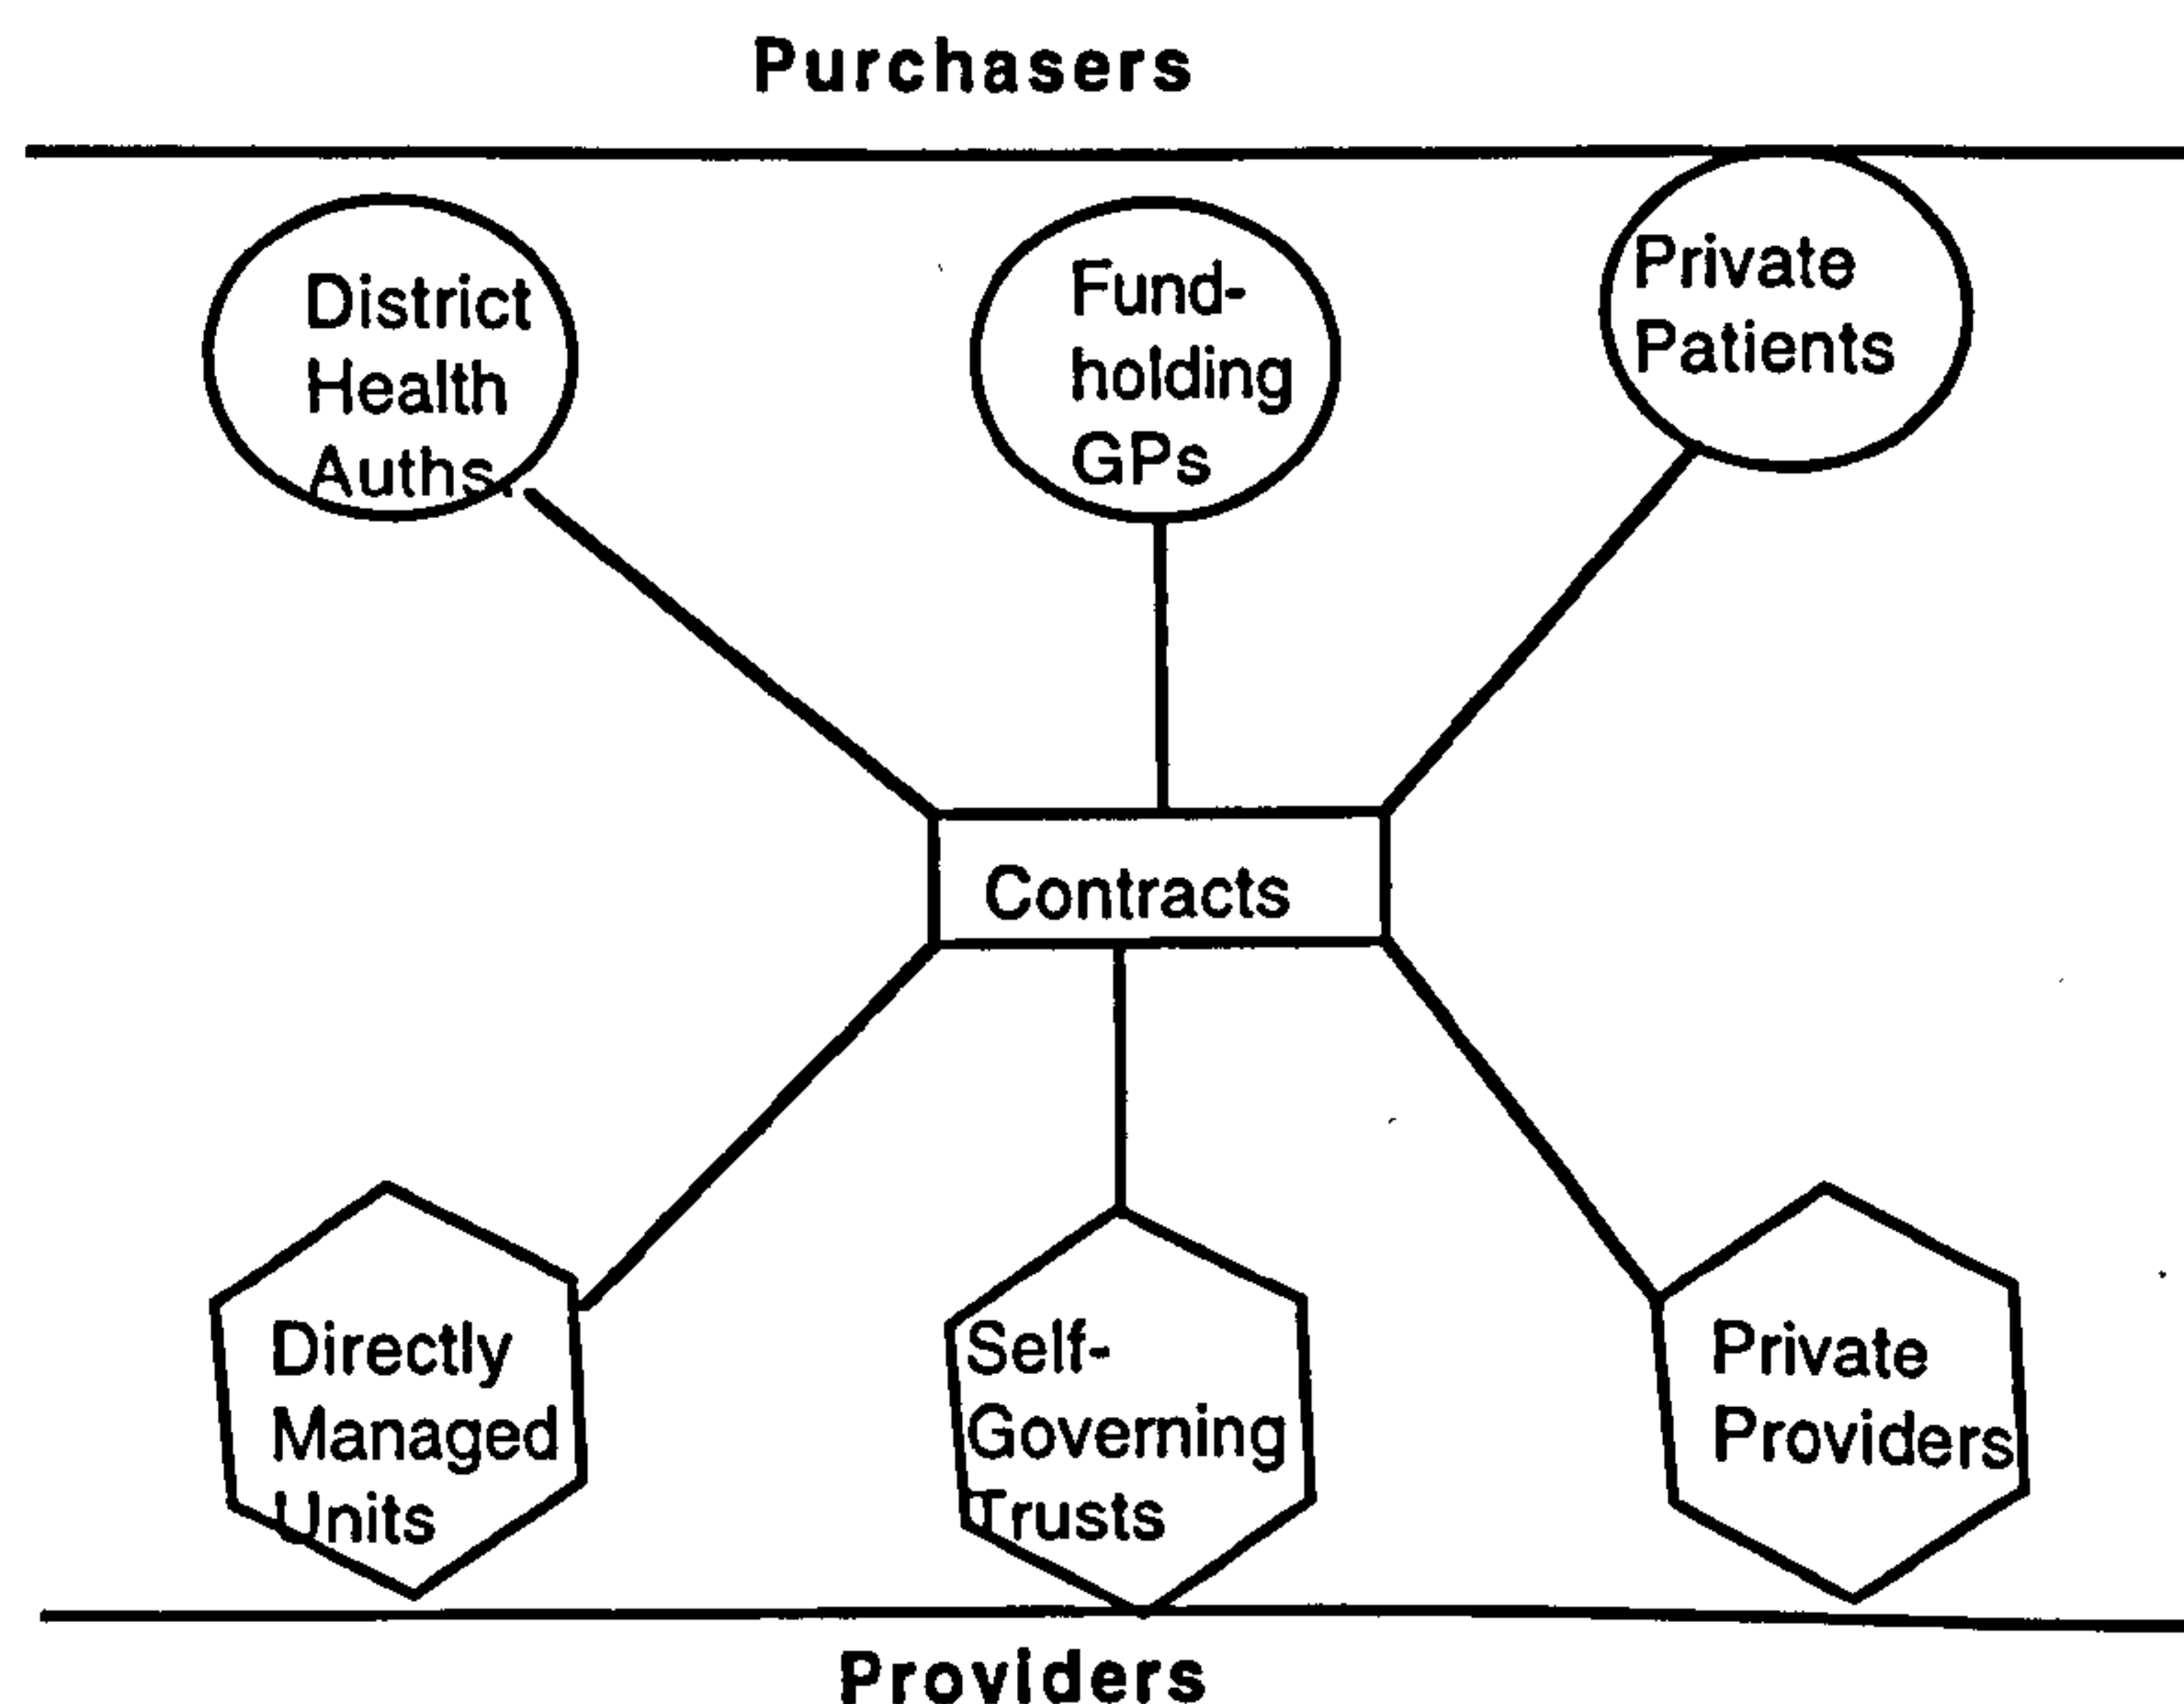 Purchasers
District
Health
Auths.
Fund-
holding
GPs
Private
Patients
Contracts
Directly
Managed
Units
Self-
Governing
Trusts
Private
Providers
Providers